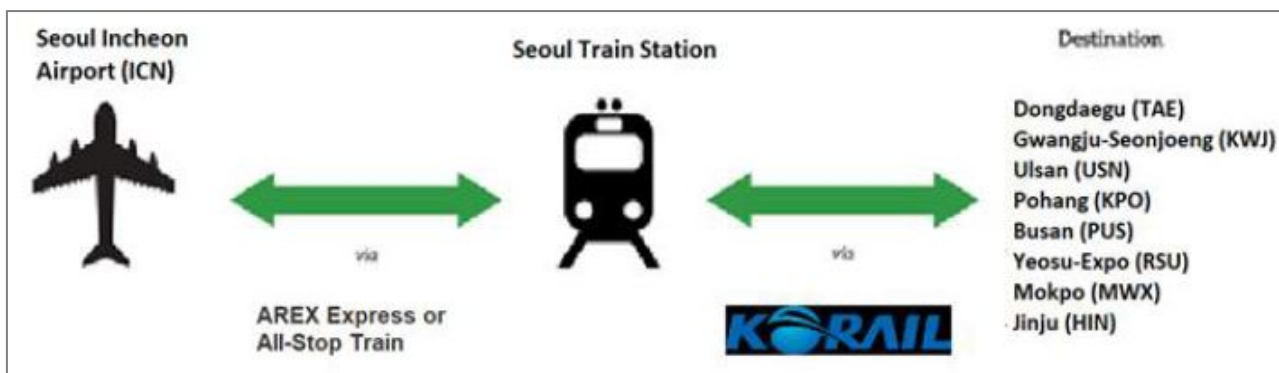 Seoul Incheon
Airport (ICN)
via
AREX Express or
All-Stop Train
Seoul Train Station
via
KORAIL
Destination
Dongdaegu (TAE)
Gwangju-Seonjoeng (KWJ)
Ulsan (USN)
Pohang (KPO)
Busan (PUS)
Yeosu-Expo (RSU)
Mokpo (MWX)
Jinju (HIN)